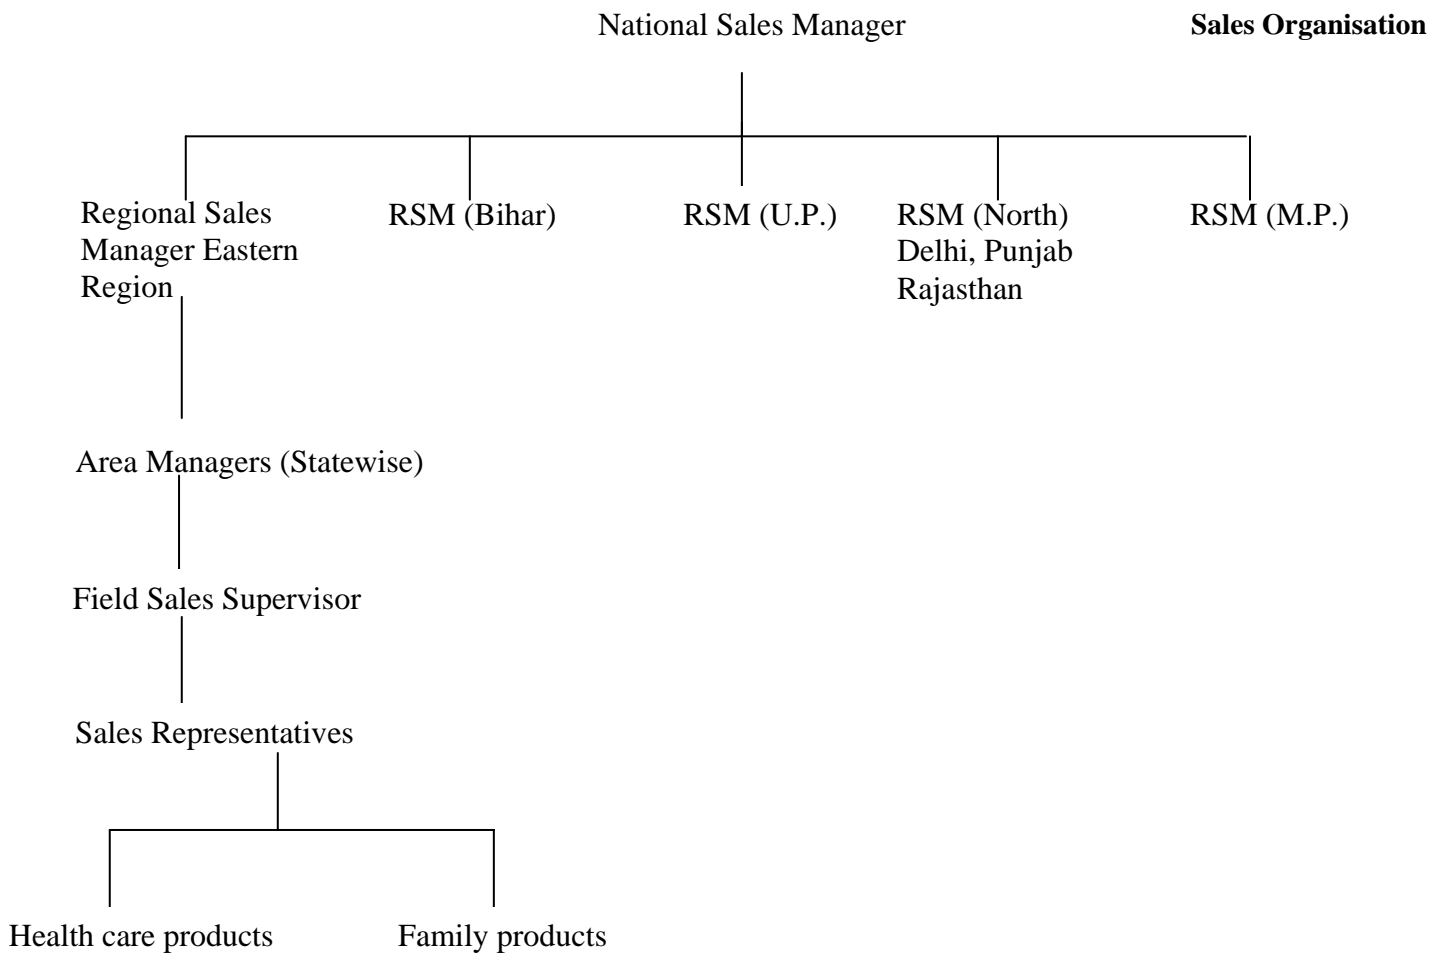 National Sales Manager
Sales Organisation
Regional Sales
Manager Eastern
Region
RSM (Bihar)
RSM (U.P.)
RSM (North)
Delhi, Punjab
Rajasthan
RSM (M.P.)
Area Managers (Statewise)
Field Sales Supervisor
Sales Representatives
Health care products
Family products